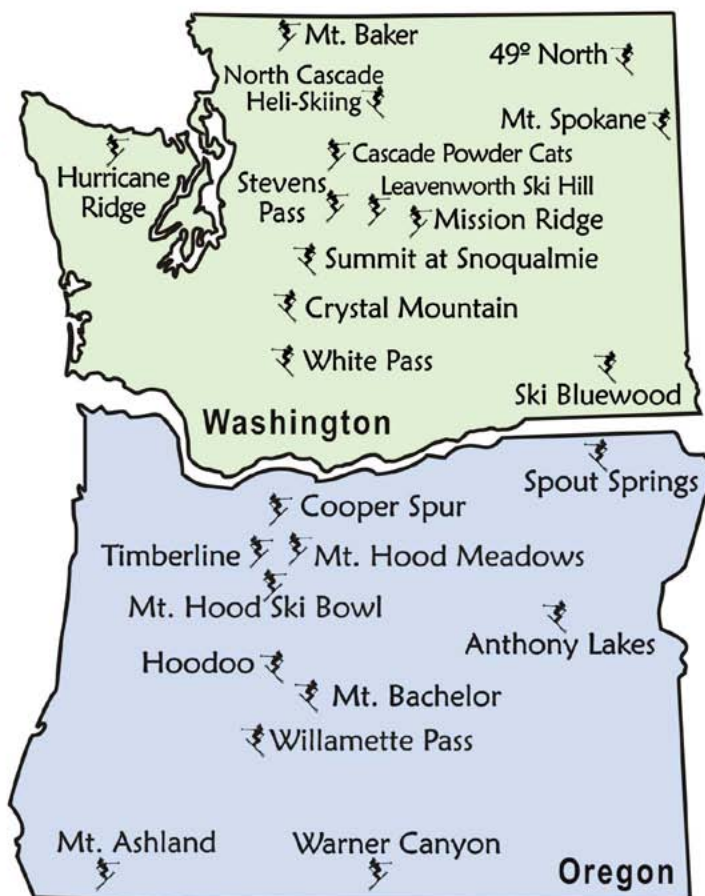 Mt. Baker
49º North
North Cascade
Heli-Skiing
Mt. Spokane
Hurricane
Ridge
Cascade Powder Cats
Stevens
Pass
Leavenworth Ski Hill
Mission Ridge
Summit at Snoqualmie
Crystal Mountain
White Pass
Ski Bluewood
Washington
Spout Springs
Cooper Spur
Timberline
Mt. Hood Meadows
Mt. Hood Ski Bowl
Anthony Lakes
Hoodoo
Mt. Bachelor
Willamette Pass
Mt. Ashland
Warner Canyon
Oregon